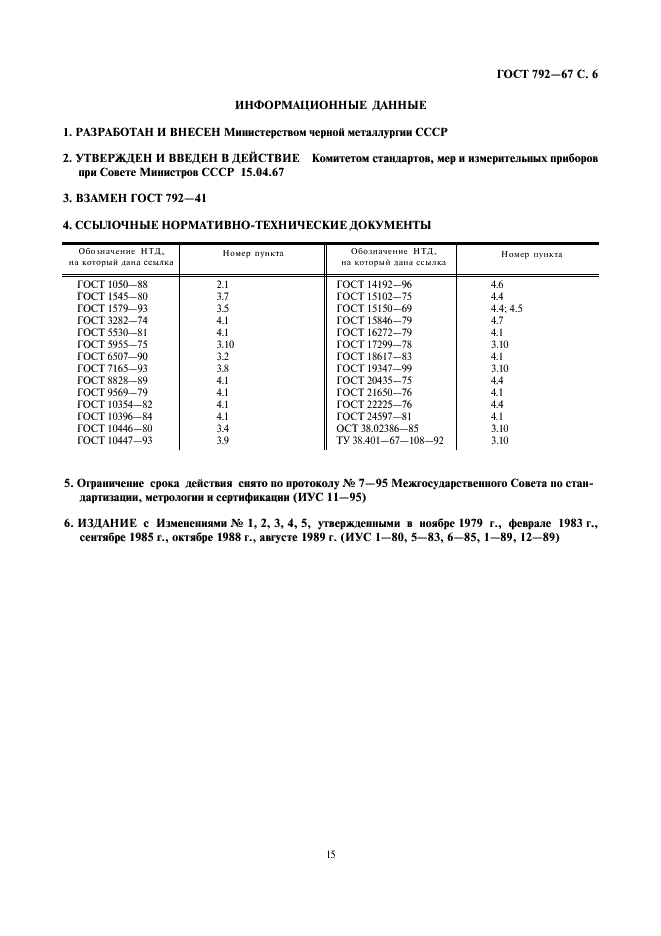 ГОСТ 792—67 С. 6
ИНФОРМАЦИОННЫЕ ДАННЫЕ
1. РАЗРАБОТАН И ВНЕСЕН Министерством черной металлургии СССР
2. УТВЕРЖДЕН И ВВЕДЕН В ДЕЙСТВИЕ Комитетом стандартов, мер и измерительных приборов
при Совете Министров СССР 15.04.67
3. ВЗАМЕН ГОСТ 792—41
4. ССЫЛОЧНЫЕ НОРМАТИВНО-ТЕХНИЧЕСКИЕ ДОКУМЕНТЫ
Обозначение НТД, на который дана ссылка | Номер пункта | Обозначение НТД, на который дана ссылка | Номер пункта
ГОСТ 1050—88 2.1 ГОСТ 14192—96 4.6
ГОСТ 1545—80 3.7 ГОСТ 15102—75 4.4
ГОСТ 1579—93 3.5 ГОСТ 15150—69 4.4; 4.5
ГОСТ 3282—74 4.1 ГОСТ 15846—79 4.7
ГОСТ 5530—81 4.1 ГОСТ 16272—79 4.1
ГОСТ 5955—75 3.10 ГОСТ 17299—78 3.10
ГОСТ 6507—90 3.2 ГОСТ 18617—83 4.1
ГОСТ 7165—93 3.8 ГОСТ 19347—99 3.10
ГОСТ 8828—89 4.1 ГОСТ 20435—75 4.4
ГОСТ 9569—79 4.1 ГОСТ 21650—76 4.1
ГОСТ 10354—82 4.1 ГОСТ 22225—76 4.4
ГОСТ 10396—84 4.1 ГОСТ 24597—81 4.1
ГОСТ 10446—80 3.4 ОСТ 38.02386—85 3.10
ГОСТ 10447—93 3.9 ТУ 38.401—67—108—92 3.10
5. Ограничение срока действия снято по протоколу № 7—95 Межгосударственного Совета по стан-
дартизации, метрологии и сертификации (ИУС 11—95)
6. ИЗДАНИЕ с Изменениями № 1, 2, 3, 4, 5, утвержденными в ноябре 1979 г., феврале 1983 г.,
сентябре 1985 г., октябре 1988 г., августе 1989 г. (ИУС 1—80, 5—83, 6—85, 1—89, 12—89)
15